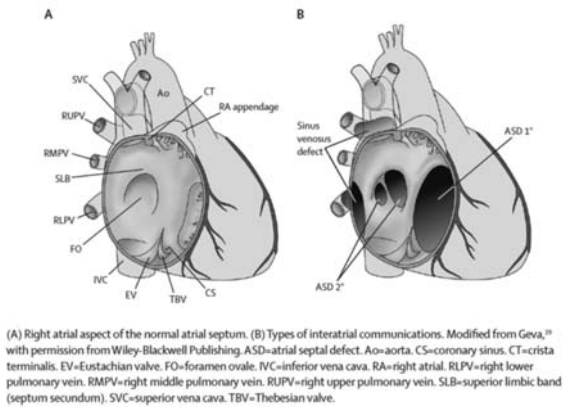 A
B
SVC
Ao
CT
RA appendage
RUPV
RMPV
SLB
RLPV
FO
IVC
EV
TBV
CS
Sinus
venosus
defect
ASD 1°
ASD 2°
(A) Right atrial aspect of the normal atrial septum. (B) Types of interatrial communications. Modified from Geva,
with permission from Wiley-Blackwell Publishing. ASD=atrial septal defect. Ao=aorta. CS=coronary sinus. CT=crista
terminalis. EV=Eustachian valve. FO=foramen ovale. IVC=inferior vena cava. RA=right atrial. RLPV=right lower
pulmonary vein. RMPV=right middle pulmonary vein. RUPV=right upper pulmonary vein. SLB=superior limbic band
(septum secundum). SVC=superior vena cava. TBV=Thebesian valve.